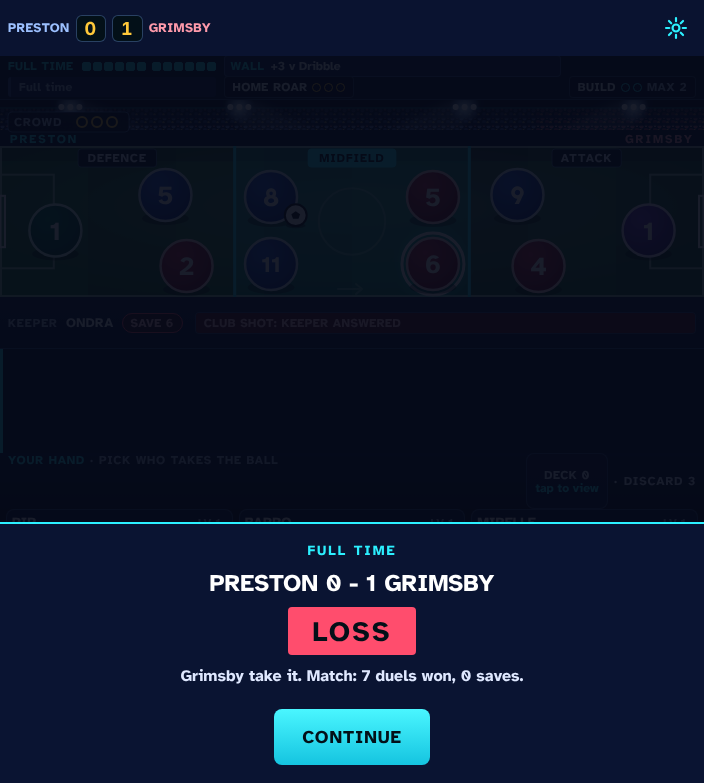 PRESTON 0 1 GRIMSBY
FULL TIME
WALL +3 v Dribble
Full time
HOME ROAR
BUILD MAX 2
CROWD
PRESTON
GRIMSBY
DEFENCE
MIDFIELD
ATTACK
5
8
5
9
1
1
2
11
6
4
KEEPER ONDRA SAVE 6 CLUB SHOT: KEEPER ANSWERED
YOUR HAND - PICK WHO TAKES THE BALL
DECK 0
tap to view
- DISCARD 3
FULL TIME
PRESTON 0 - 1 GRIMSBY
LOSS
Grimsby take it. Match: 7 duels won, 0 saves.
CONTINUE